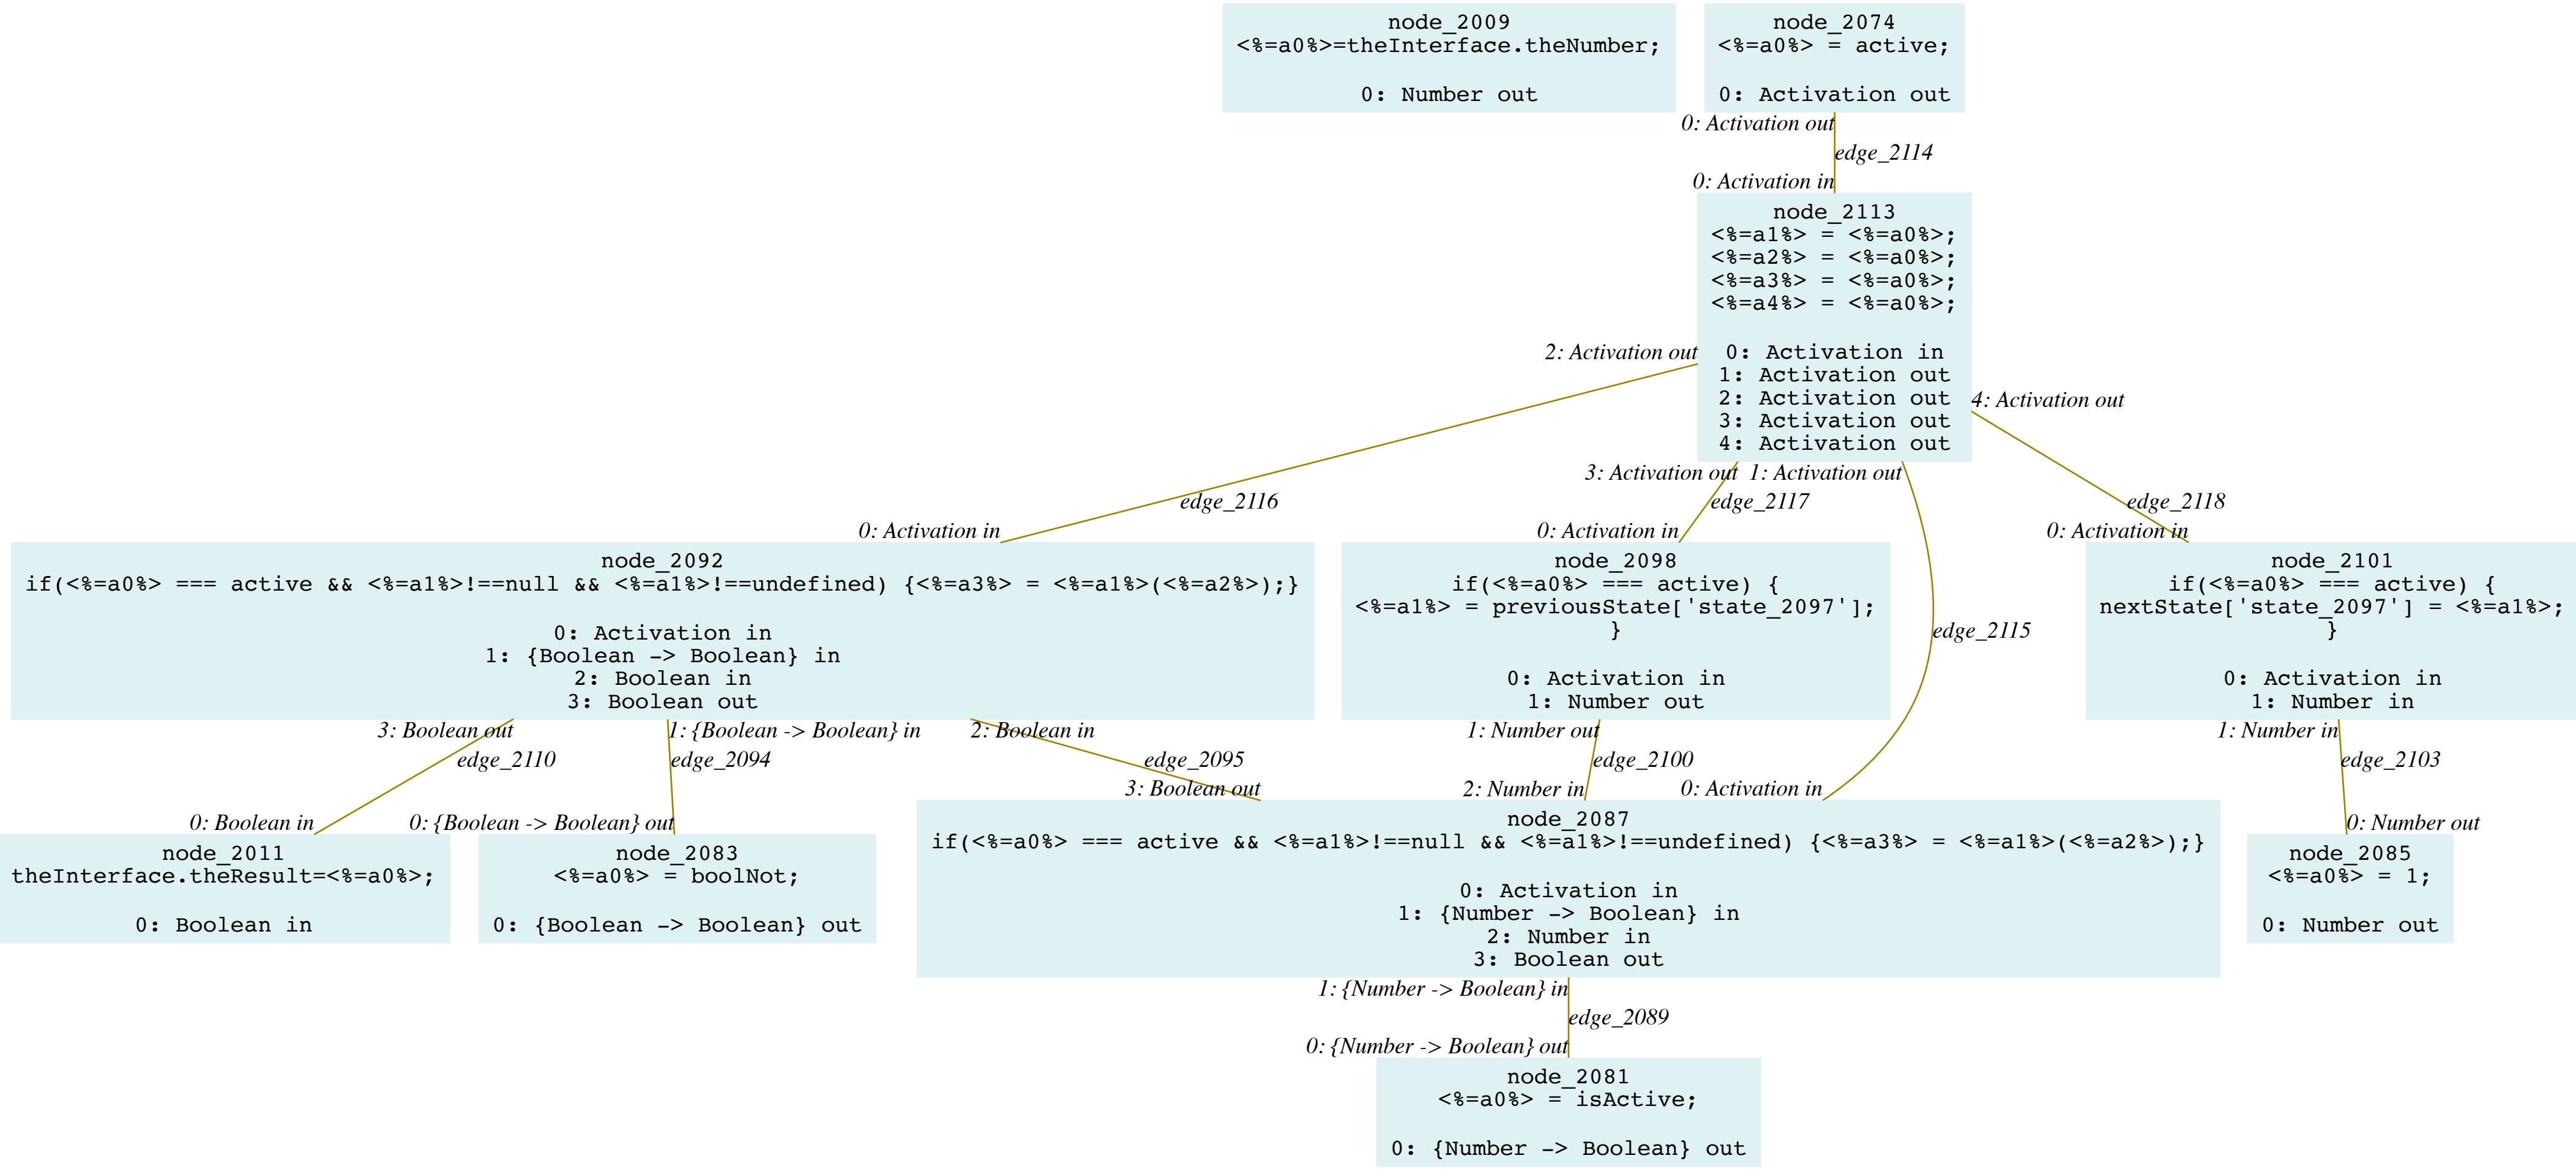 node_2009
<%=a0%>=theInterface.theNumber;
0: Number out
node_2074
<%=a0%> = active;
0: Activation out
0: Activation out
edge_2114
0: Activation in
node_2113
<%=a1%> = <%=a0%>;
<%=a2%> = <%=a0%>;
<%=a3%> = <%=a0%>;
<%=a4%> = <%=a0%>;
0: Activation in
1: Activation out
2: Activation out
3: Activation out
4: Activation out
2: Activation out
4: Activation out
3: Activation out
1: Activation out
edge_2116
edge_2117
edge_2118
0: Activation in
0: Activation in
0: Activation in
node_2092
if(<%=a0%> === active && <%=a1%>!==null && <%=a1%>!==undefined) {<%=a3%> = <%=a1%>(<%=a2%>);}
0: Activation in
1: {Boolean -> Boolean} in
2: Boolean in
3: Boolean out
node_2098
if(<%=a0%> === active) {
<%=a1%> = previousState['state_2097'];
}
0: Activation in
1: Number out
edge_2115
node_2101
if(<%=a0%> === active) {
nextState['state_2097'] = <%=a1%>;
}
0: Activation in
1: Number in
3: Boolean out
1: {Boolean -> Boolean} in
2: Boolean in
1: Number out
1: Number in
edge_2110
edge_2094
edge_2095
edge_2100
edge_2103
0: Boolean in
0: {Boolean -> Boolean} out
3: Boolean out
2: Number in
0: Activation in
0: Number out
node_2011
theInterface.theResult=<%=a0%>;
0: Boolean in
node_2083
<%=a0%> = boolNot;
0: {Boolean -> Boolean} out
node_2087
if(<%=a0%> === active && <%=a1%>!==null && <%=a1%>!==undefined) {<%=a3%> = <%=a1%>(<%=a2%>);}
0: Activation in
1: {Number -> Boolean} in
2: Number in
3: Boolean out
node_2085
<%=a0%> = 1;
0: Number out
1: {Number -> Boolean} in
edge_2089
0: {Number -> Boolean} out
node_2081
<%=a0%> = isActive;
0: {Number -> Boolean} out